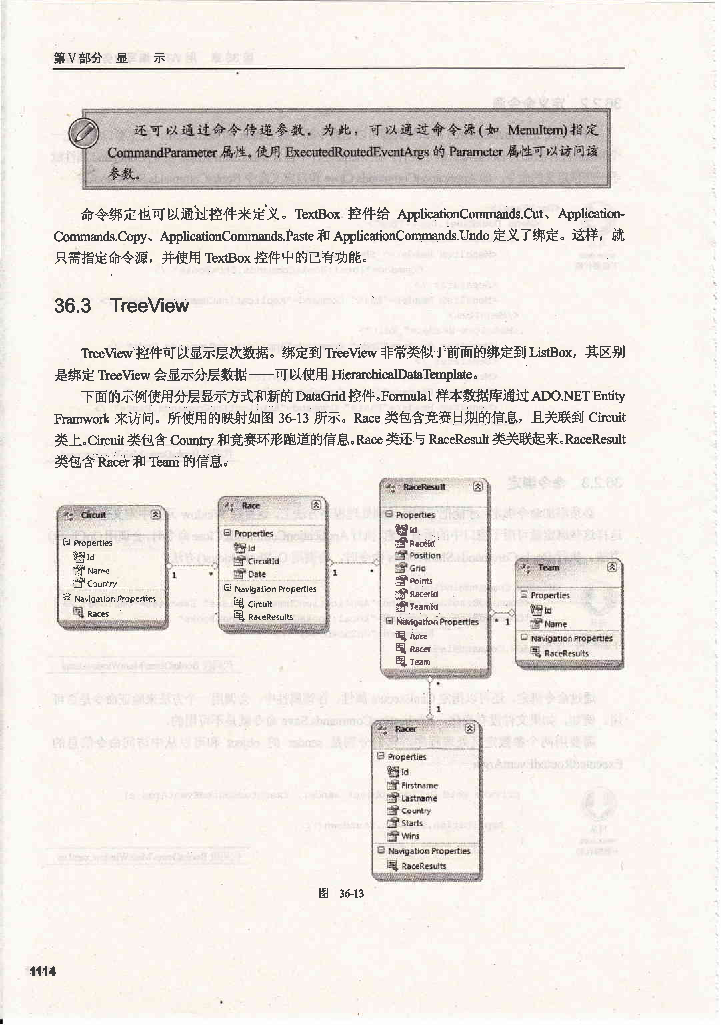 第Ⅴ部分 显 示
还可以通过命令传递参数。为此，可以通过命令源(如 MenuItem)指定
CommandParameter 属性。使用 ExecutedRoutedEventArgs 的 Parameter 属性可以访问该
参数。
命令绑定也可以通过控件来定义。TextBox 控件给 ApplicationCommands.Cut、Application-
Commands.Copy、ApplicationCommands.Paste 和 ApplicationCommands.Undo 定义了绑定。这样，就
只需指定命令源，并使用 TextBox 控件中的已有功能。
36.3 TreeView
TreeView 控件可以显示层次数据。绑定到 TreeView 非常类似于前面的绑定到 ListBox，其区别
是绑定 TreeView 会显示分层数据——可以使用 HierarchicalDataTemplate。
下面的示例使用分层显示方式和新的 DataGrid 控件。Formula1 样本数据库通过 ADO.NET Entity
Framwork 来访问。所使用的映射如图 36-13 所示。Race 类包含竞赛日期的信息，且关联到 Circuit
类上。Circuit 类包含 Country 和竞赛环形跑道的信息。Race 类还与 RaceResult 类关联起来。RaceResult
类包含 Racer 和 Team 的信息。
Circuit
Properties
Id
Name
Country
Navigation Properties
Races
1 *
Race
Properties
Id
CircuitId
Date
Navigation Properties
Circuit
RaceResults
1 *
RaceResult
Properties
Id
RaceId
Position
Grid
Points
RacerId
TeamId
Navigation Properties
Race
Racer
Team
* 1
Team
Properties
Id
Name
Navigation Properties
RaceResults
*
1
Racer
Properties
Id
Firstname
Lastname
Country
Starts
Wins
Navigation Properties
RaceResults
图 36-13
1114